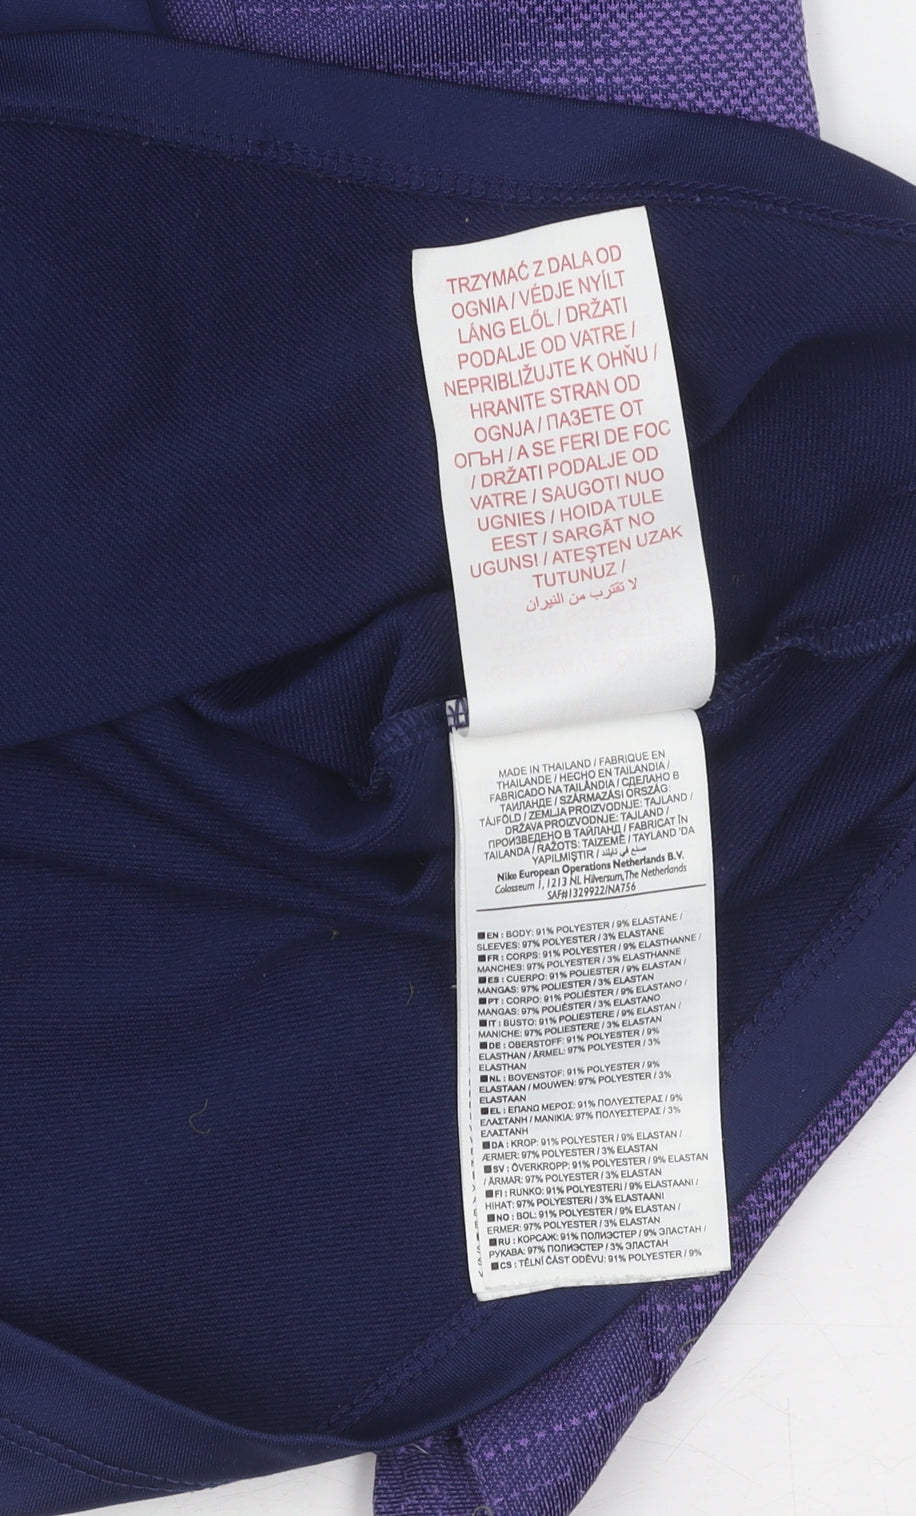 TRZYMAĆ Z DALA OD
OGNIA / VÉDJE NYÍLT
LÁNG ELŐL / DRŽATI
PODALJE OD VATRE /
NEPRIBLIŽUJTE K OHŇU /
HRANITE STRAN OD
OGNJA / ПАЗЕТЕ ОТ
ОГЪН / A SE FERI DE FOC
/ DRŽATI PODALJE OD
VATRE / SAUGOTI NUO
UGNIES / HOIDA TULE
EEST / SARGĀT NO
UGUNS! / ATEŞTEN UZAK
TUTUNUZ /
لا تقترب من النيران
MADE IN THAILAND / FABRIQUE EN
THAILANDE / HECHO EN TAILANDIA /
FABRICADO NA TAILÂNDIA / СДЕЛАНО В
ТАИЛАНДЕ / SZÁRMAZÁSI ORSZÁG:
TÁJFÖLD / ZEMLJA PROIZVODNJE: TAJLAND /
DRŽAVA PROIZVODNJE: TAJLAND /
ПРОИЗВЕДЕНО В ТАЙЛАНД / FABRICAT ÎN
TAILANDA / RAŽOTS: TAIZEMĒ / TAYLAND 'DA
YAPILMIŞTIR / صنع في تايلند
Nike European Operations Netherlands B.V.
Colosseum 1, 1213 NL Hilversum, The Netherlands
SAF#1329922/NA756
■EN : BODY: 91% POLYESTER / 9% ELASTANE /
SLEEVES: 97% POLYESTER / 3% ELASTANE
■FR : CORPS: 91% POLYESTER / 9% ELASTHANNE /
MANCHES: 97% POLYESTER / 3% ELASTHANNE
■ES : CUERPO: 91% POLIESTER / 9% ELASTAN /
MANGAS: 97% POLIESTER / 3% ELASTAN
■PT : CORPO: 91% POLIÉSTER / 9% ELASTANO /
MANGAS: 97% POLIÉSTER / 3% ELASTANO
■IT : BUSTO: 91% POLIESTERE / 9% ELASTAN /
MANICHE: 97% POLIESTERE / 3% ELASTAN
■DE : OBERSTOFF: 91% POLYESTER / 9%
ELASTHAN / ÄRMEL: 97% POLYESTER / 3%
ELASTHAN
■NL : BOVENSTOF: 91% POLYESTER / 9%
ELASTAAN / MOUWEN: 97% POLYESTER / 3%
ELASTAAN
■EL : ΕΠΑΝΩ ΜΕΡΟΣ: 91% ΠΟΛΥΕΣΤΕΡΑΣ / 9%
ΕΛΑΣΤΑΝΗ / ΜΑΝΙΚΙΑ: 97% ΠΟΛΥΕΣΤΕΡΑΣ / 3%
ΕΛΑΣΤΑΝΗ
■DA : KROP: 91% POLYESTER / 9% ELASTAN /
ÆRMER: 97% POLYESTER / 3% ELASTAN
■SV : ÖVERKROPP: 91% POLYESTER / 9% ELASTAN
/ ÄRMAR: 97% POLYESTER / 3% ELASTAN
■FI : RUNKO: 91% POLYESTERI / 9% ELASTAANI /
HIHAT: 97% POLYESTERI / 3% ELASTAANI
■NO : BOL: 91% POLYESTER / 9% ELASTAN /
ERMER: 97% POLYESTER / 3% ELASTAN
■RU : КОРСАЖ: 91% ПОЛИЭСТЕР / 9% ЭЛАСТАН /
РУКАВА: 97% ПОЛИЭСТЕР / 3% ЭЛАСТАН
■CS : TĚLNÍ ČÁST ODĚVU: 91% POLYESTER / 9%